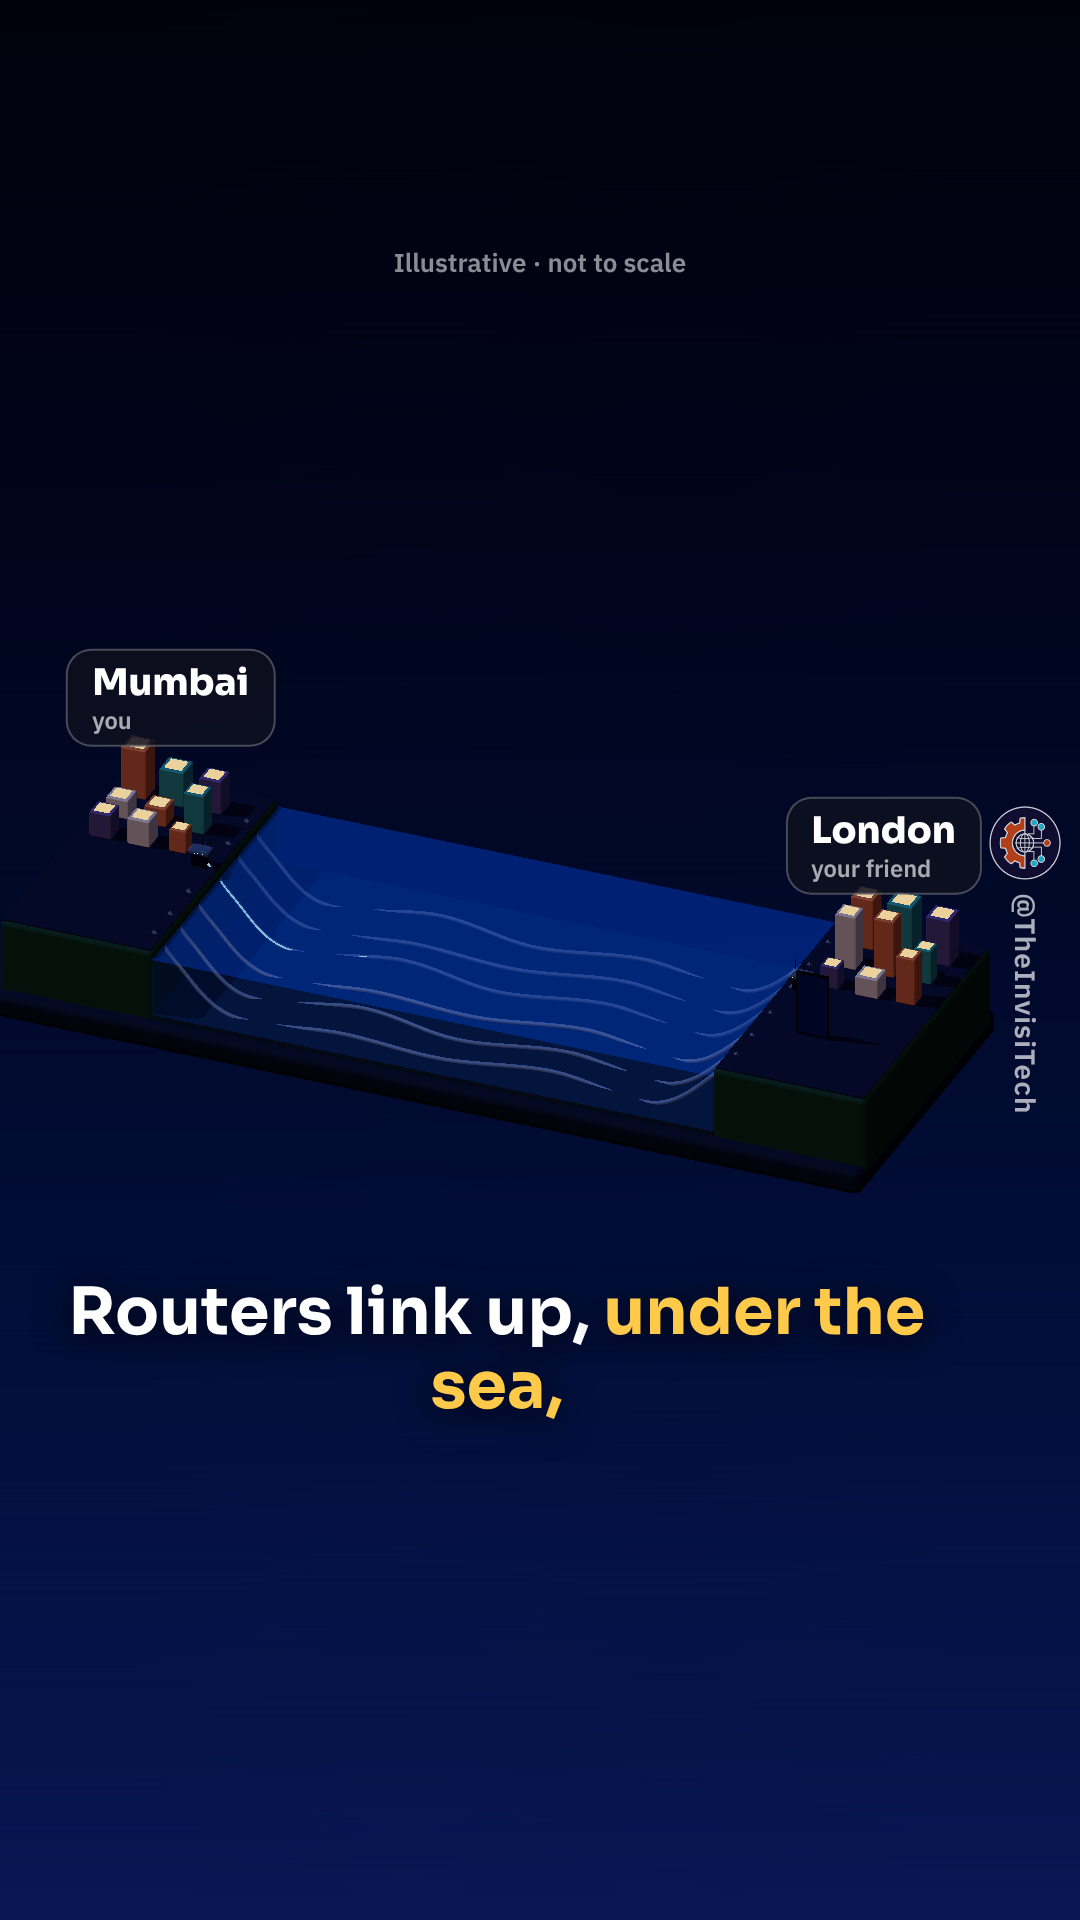 Illustrative · not to scale
Mumbai
you
London
your friend
@TheInvisiTech
Routers link up, under the
sea,